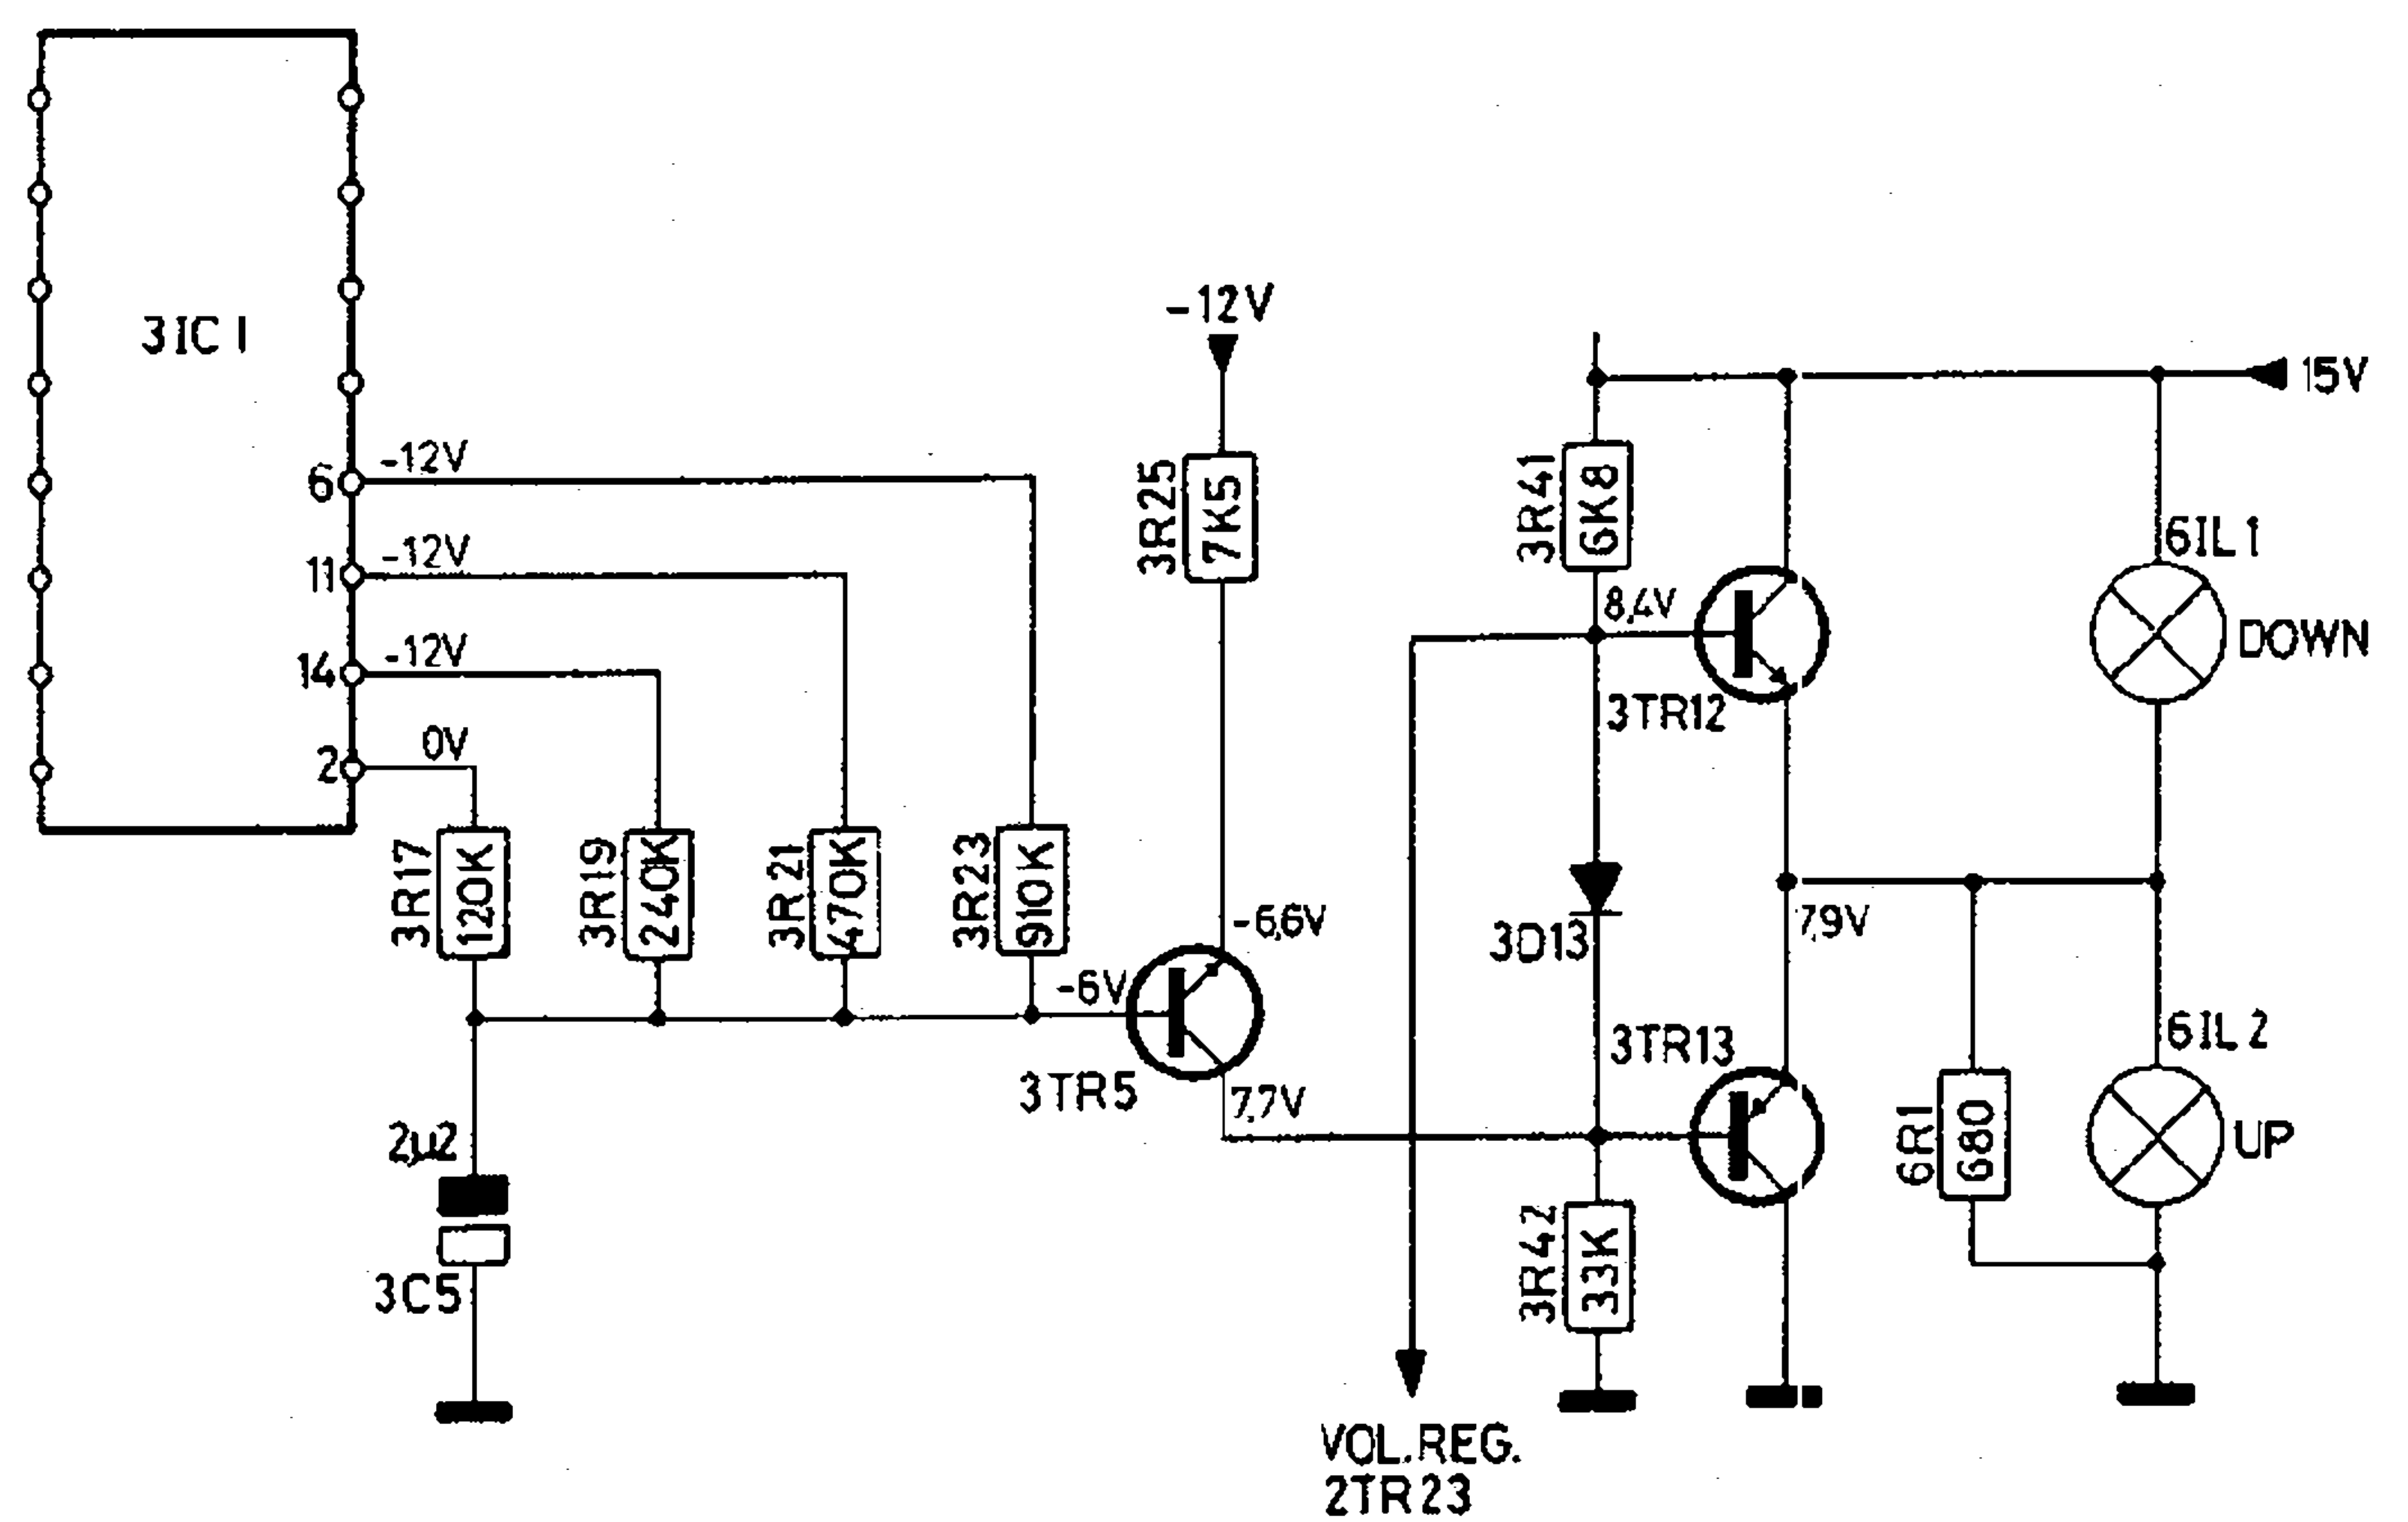 3IC1
6
-12V
11
-12V
14
-12V
2
0V
3R17
120K
3R19
240K
3R21
470K
3R23
910K
2µ2
3C5
-12V
3R25
7K5
-6,6V
-6V
3TR5
7,7V
15V
3R41
6K8
8,4V
3TR12
6IL1
DOWN
3D13
7,9V
3TR13
6IL2
UP
6R1
680
3R42
33K
VOL.REG.
2TR23